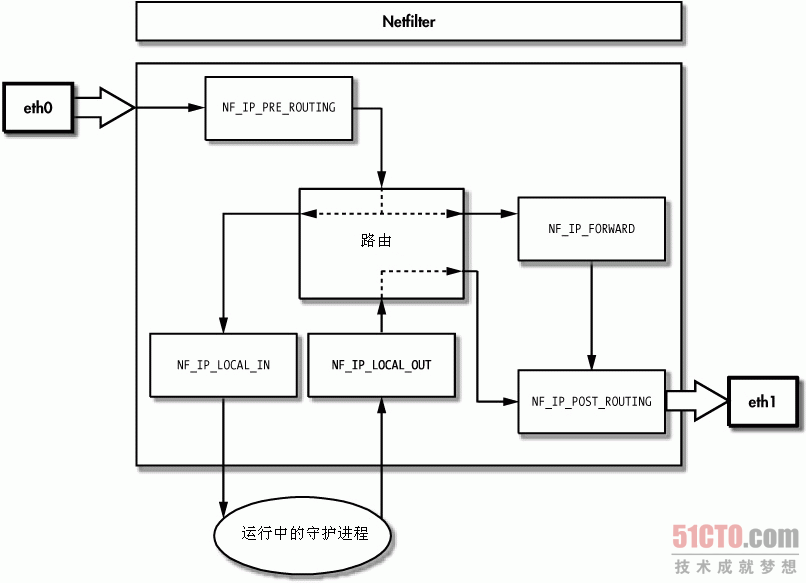 Netfilter
eth0
NF_IP_PRE_ROUTING
路由
NF_IP_FORWARD
NF_IP_LOCAL_IN
NF_IP_LOCAL_OUT
NF_IP_POST_ROUTING
eth1
运行中的守护进程
51CTO.com
技术成就梦想